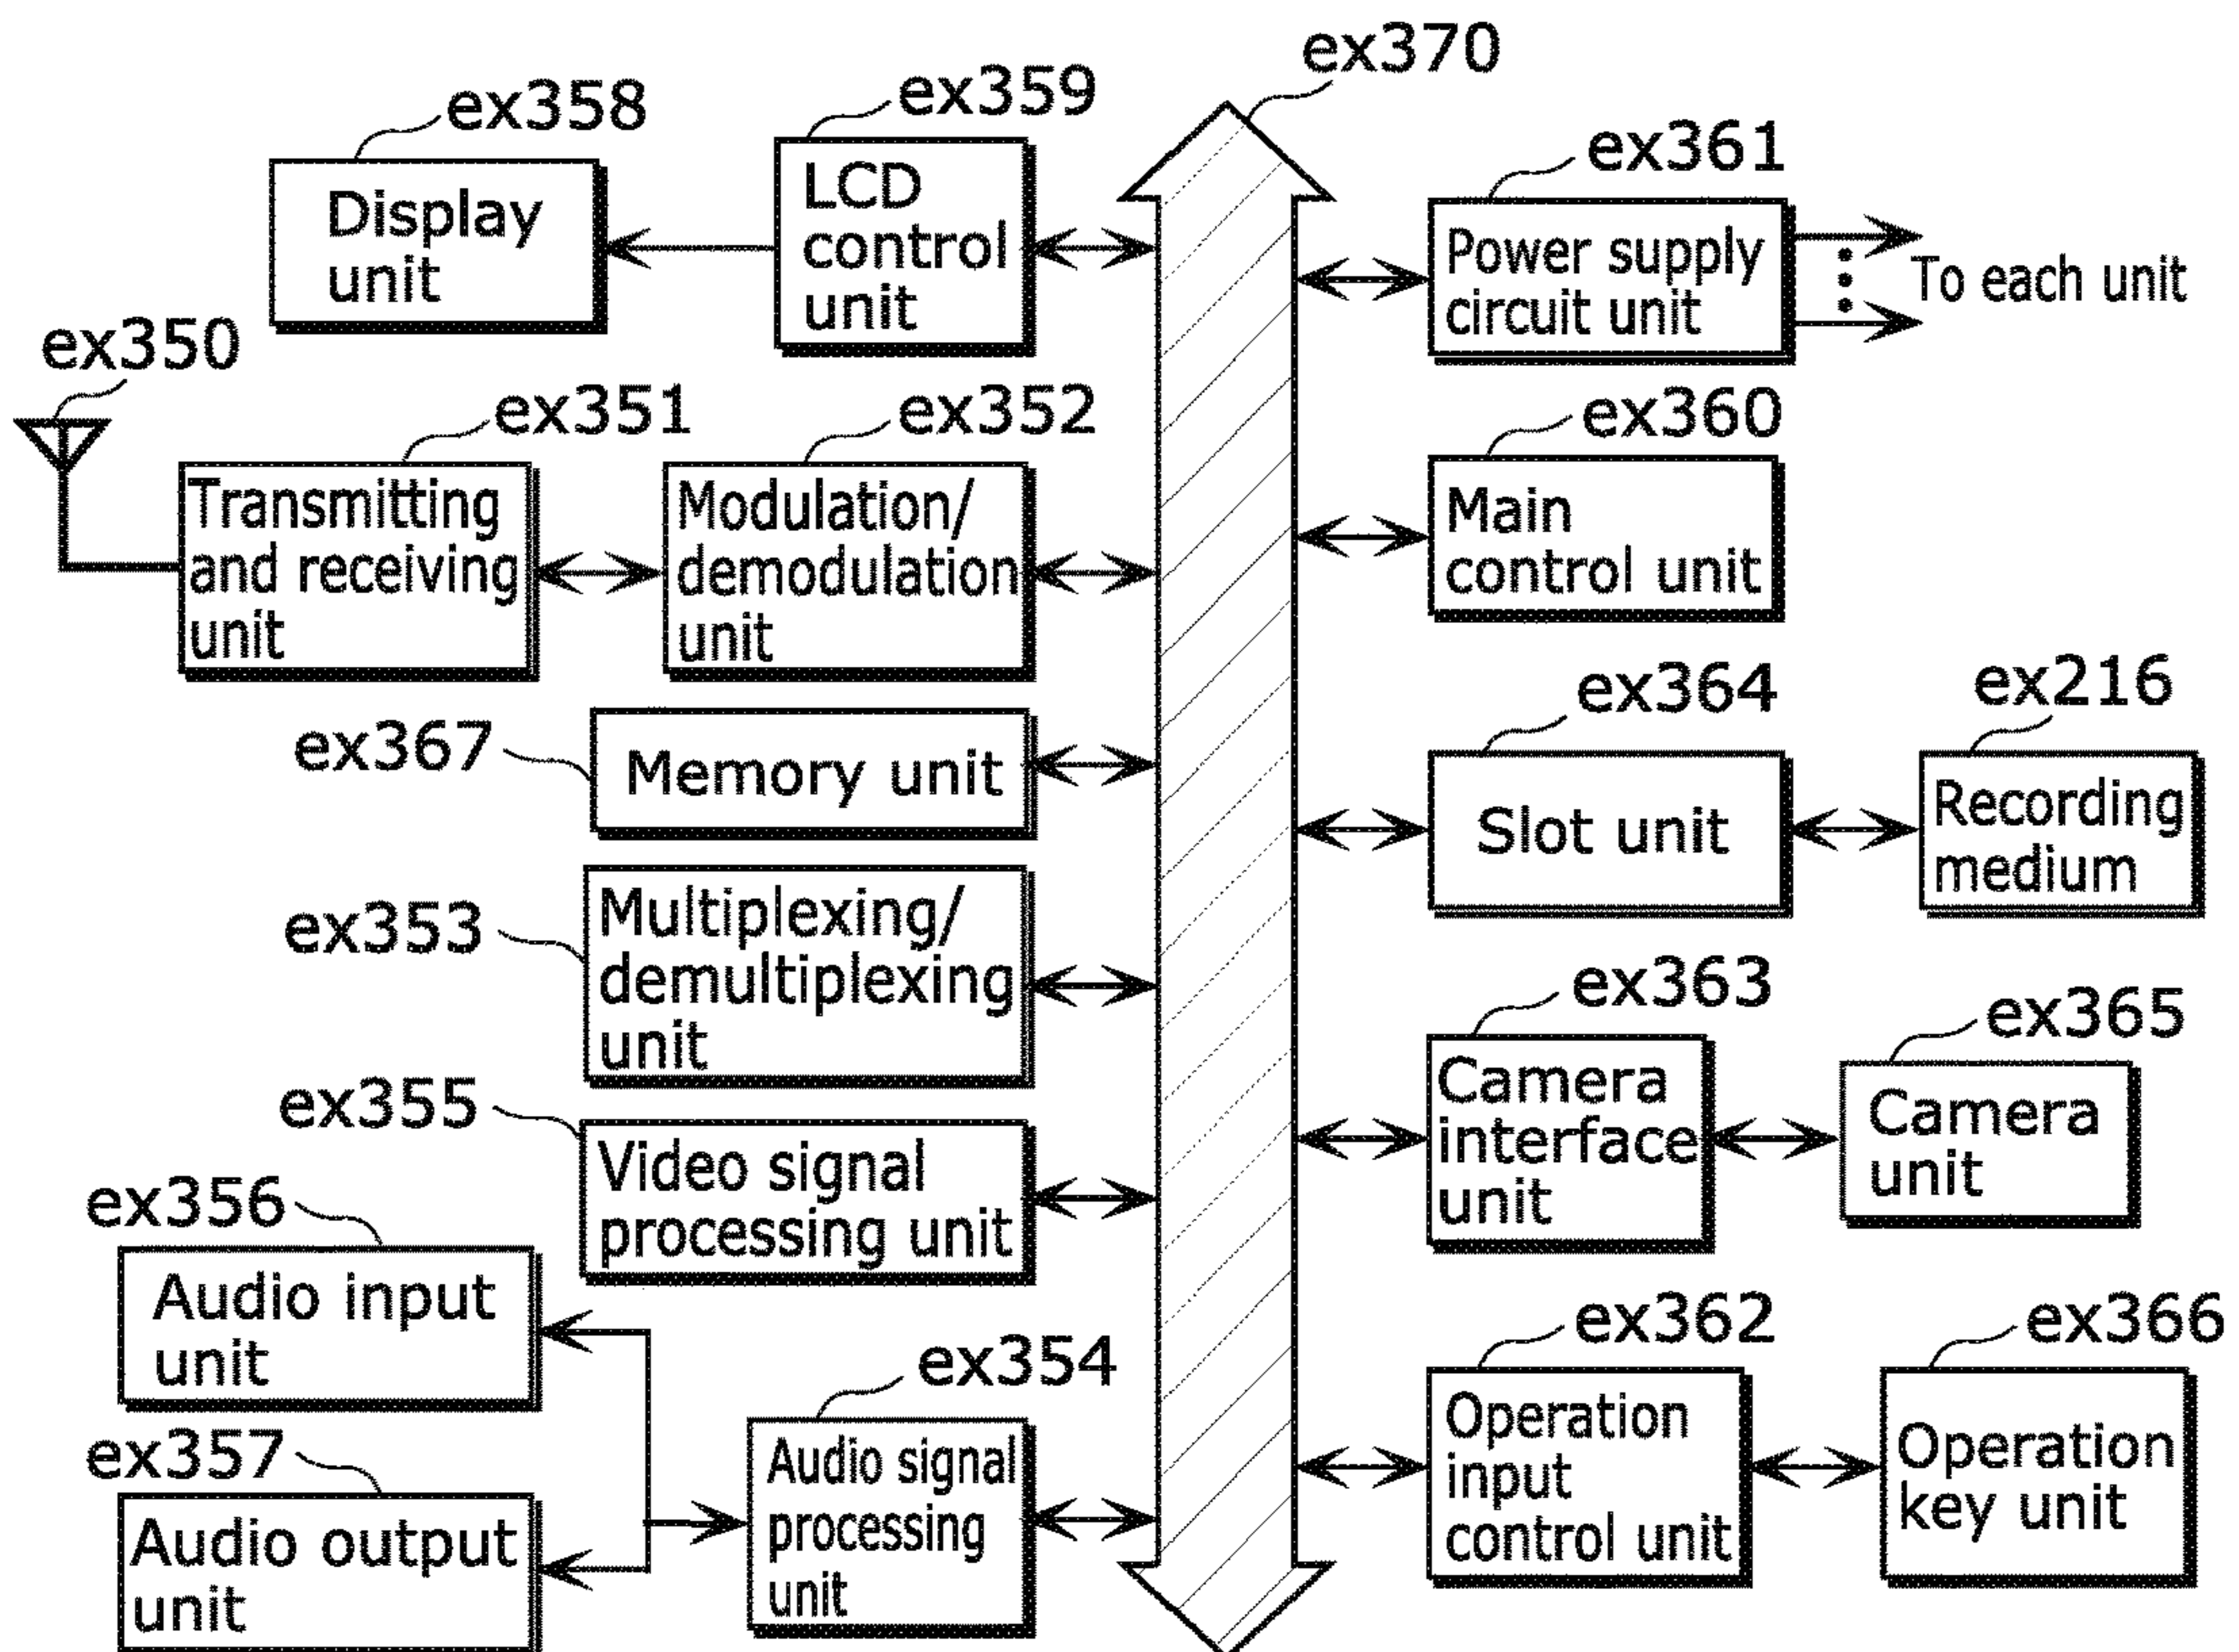 ex370
ex358
ex359
ex361
Display
unit
LCD
control
unit
Power supply
circuit unit
To each unit
ex350
ex351
ex352
ex360
Transmitting
and receiving
unit
Modulation/
demodulation
unit
Main
control unit
ex364
ex216
ex367
Memory unit
Slot unit
Recording
medium
ex353
Multiplexing/
demultiplexing
unit
ex363
ex365
Camera
interface
unit
Camera
unit
ex355
Video signal
processing unit
ex356
Audio input
unit
ex362
ex366
ex354
Operation
input
control unit
Operation
key unit
ex357
Audio output
unit
Audio signal
processing
unit